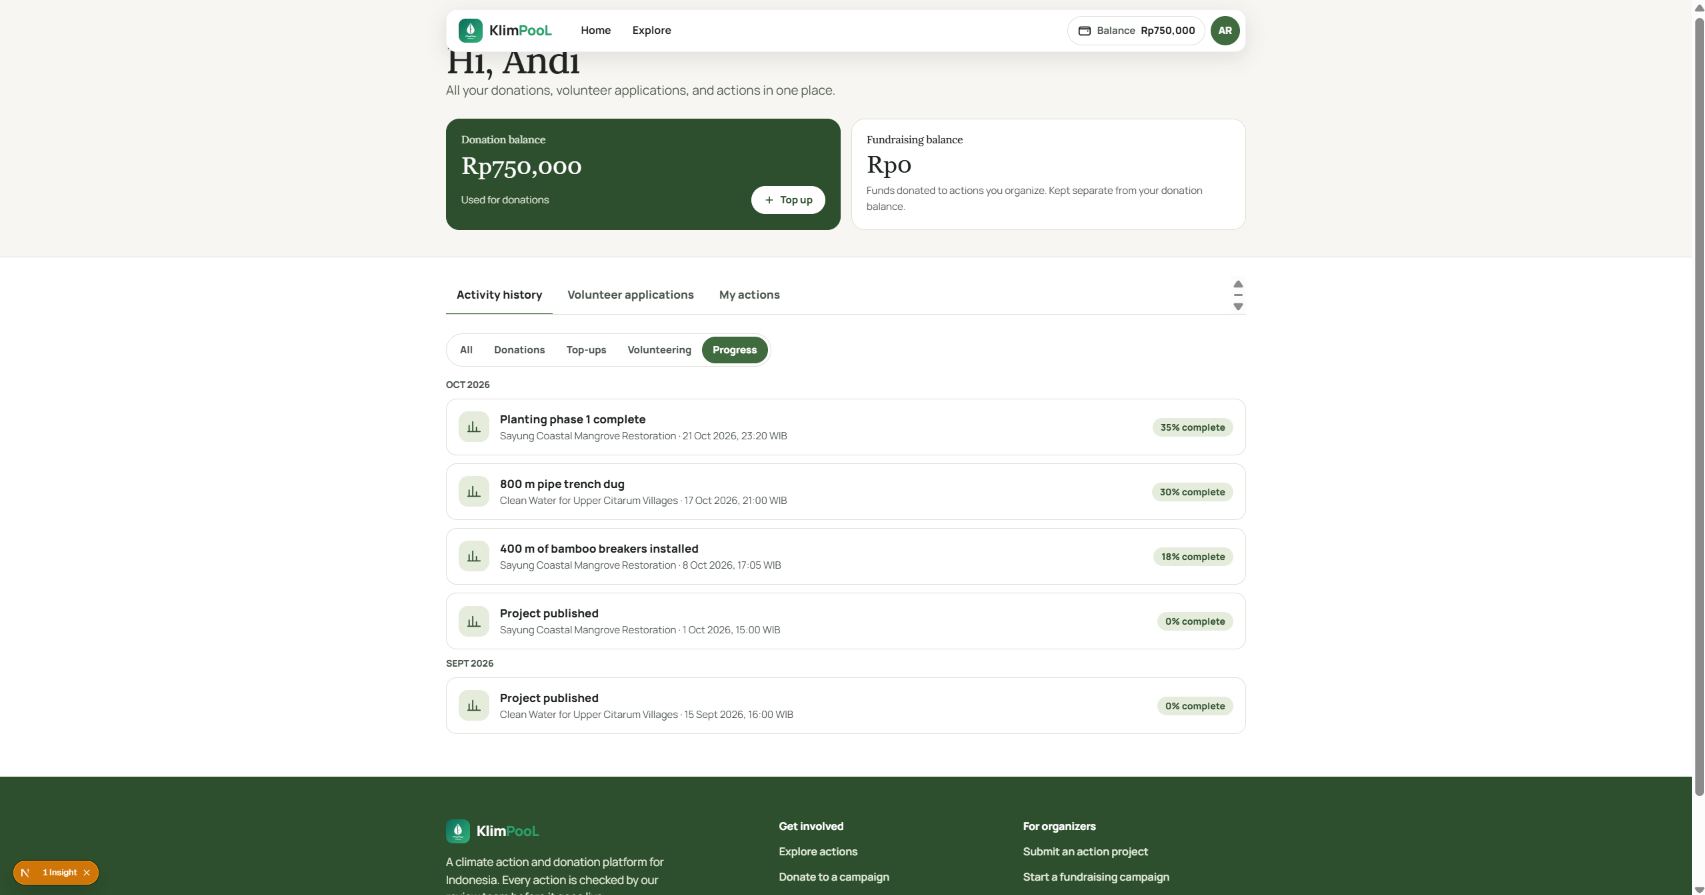 KlimPooL
Home
Explore
Balance Rp750,000
AR
Hi, Andi
All your donations, volunteer applications, and actions in one place.
Donation balance
Rp750,000
Used for donations
+ Top up
Fundraising balance
Rp0
Funds donated to actions you organize. Kept separate from your donation
balance.
Activity history
Volunteer applications
My actions
All
Donations
Top-ups
Volunteering
Progress
OCT 2026
Planting phase 1 complete
Sayung Coastal Mangrove Restoration · 21 Oct 2026, 23:20 WIB
35% complete
800 m pipe trench dug
Clean Water for Upper Citarum Villages · 17 Oct 2026, 21:00 WIB
30% complete
400 m of bamboo breakers installed
Sayung Coastal Mangrove Restoration · 8 Oct 2026, 17:05 WIB
18% complete
Project published
Sayung Coastal Mangrove Restoration · 1 Oct 2026, 15:00 WIB
0% complete
SEPT 2026
Project published
Clean Water for Upper Citarum Villages · 15 Sept 2026, 16:00 WIB
0% complete
KlimPooL
A climate action and donation platform for
Indonesia. Every action is checked by our
Get involved
Explore actions
Donate to a campaign
For organizers
Submit an action project
Start a fundraising campaign
N 1 Insight